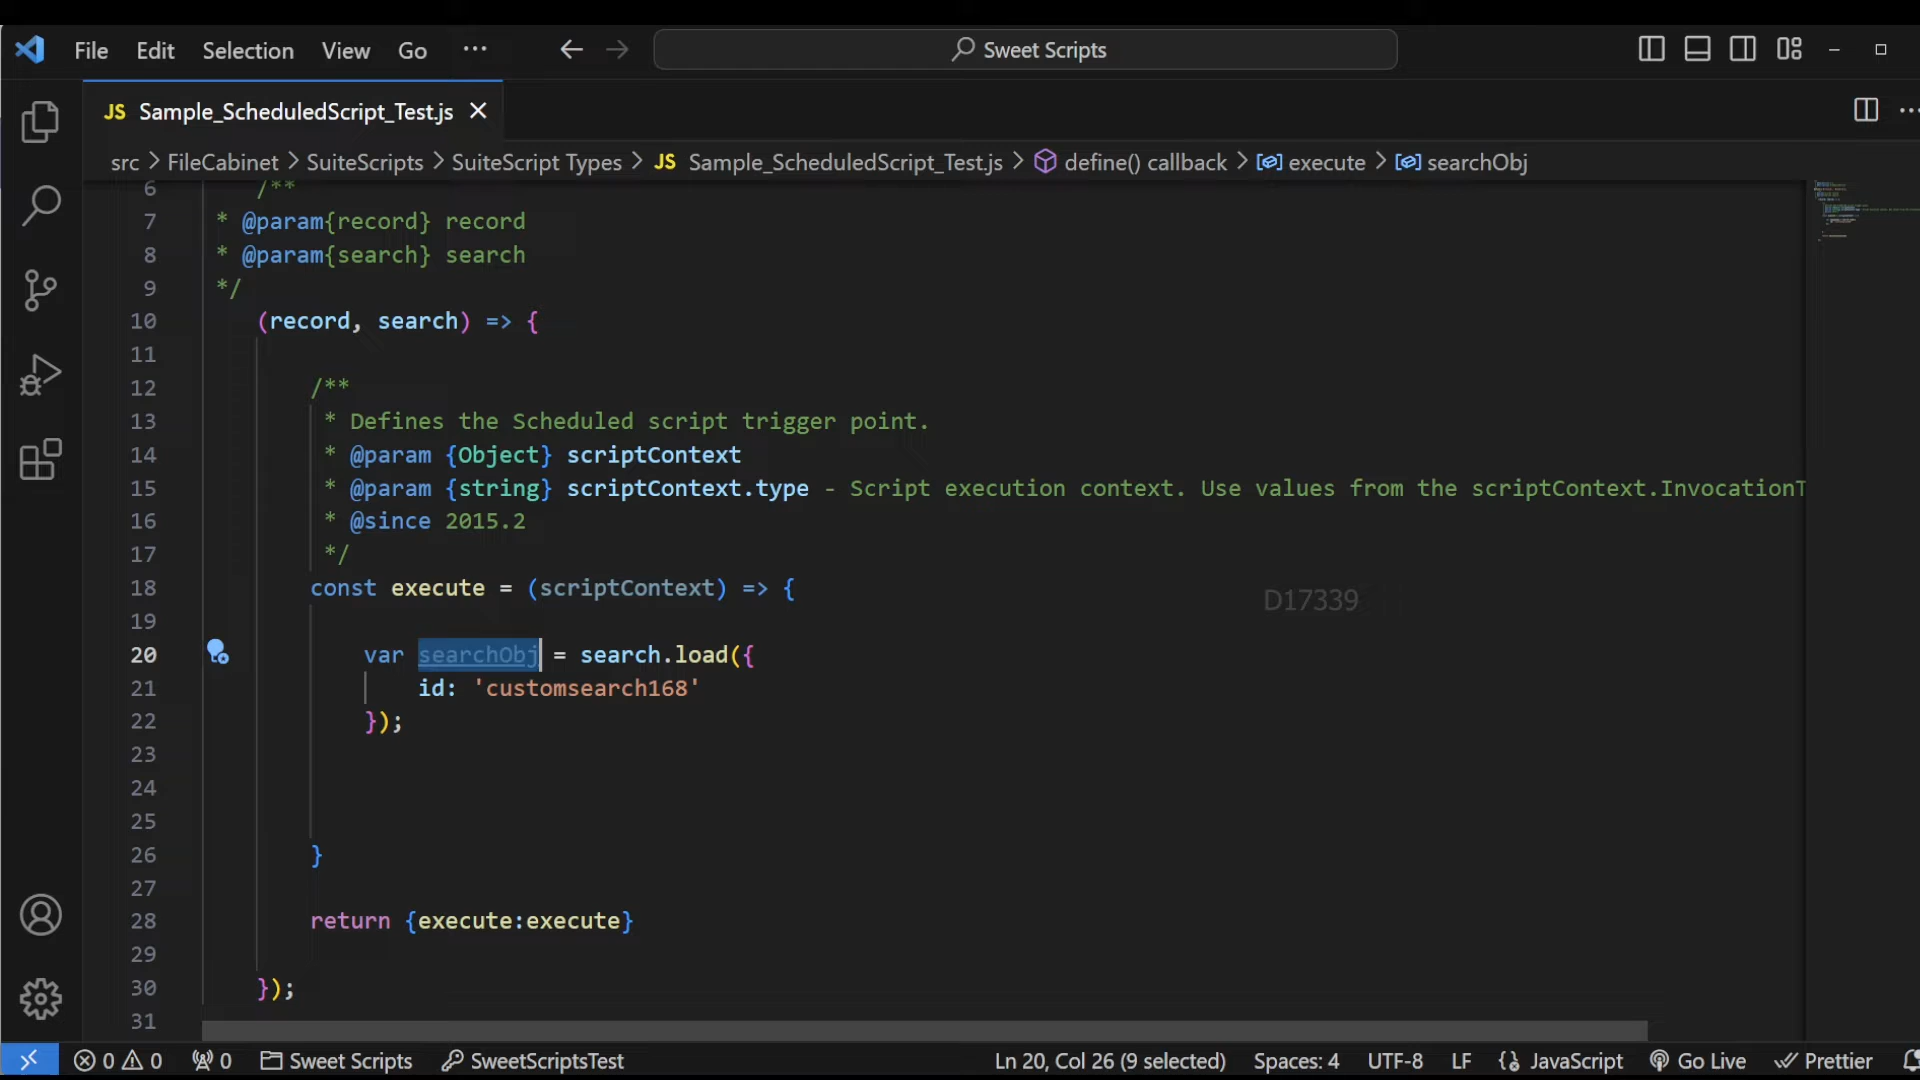 File Edit Selection View Go ··· Sweet Scripts
JS Sample_ScheduledScript_Test.js
src > FileCabinet > SuiteScripts > SuiteScript Types > JS Sample_ScheduledScript_Test.js > define() callback > execute > searchObj
6 /**
7 * @param{record} record
8 * @param{search} search
9 */
10 (record, search) => {
11
12 /**
13 * Defines the Scheduled script trigger point.
14 * @param {Object} scriptContext
15 * @param {string} scriptContext.type - Script execution context. Use values from the scriptContext.InvocationT
16 * @since 2015.2
17 */
18 const execute = (scriptContext) => {
D17339
19
20 var searchObj = search.load({
21 id: 'customsearch168'
22 });
23
24
25
26 }
27
28 return {execute:execute}
29
30 });
31
0 0 0 Sweet Scripts SweetScriptsTest Ln 20, Col 26 (9 selected) Spaces: 4 UTF-8 LF {} JavaScript Go Live Prettier